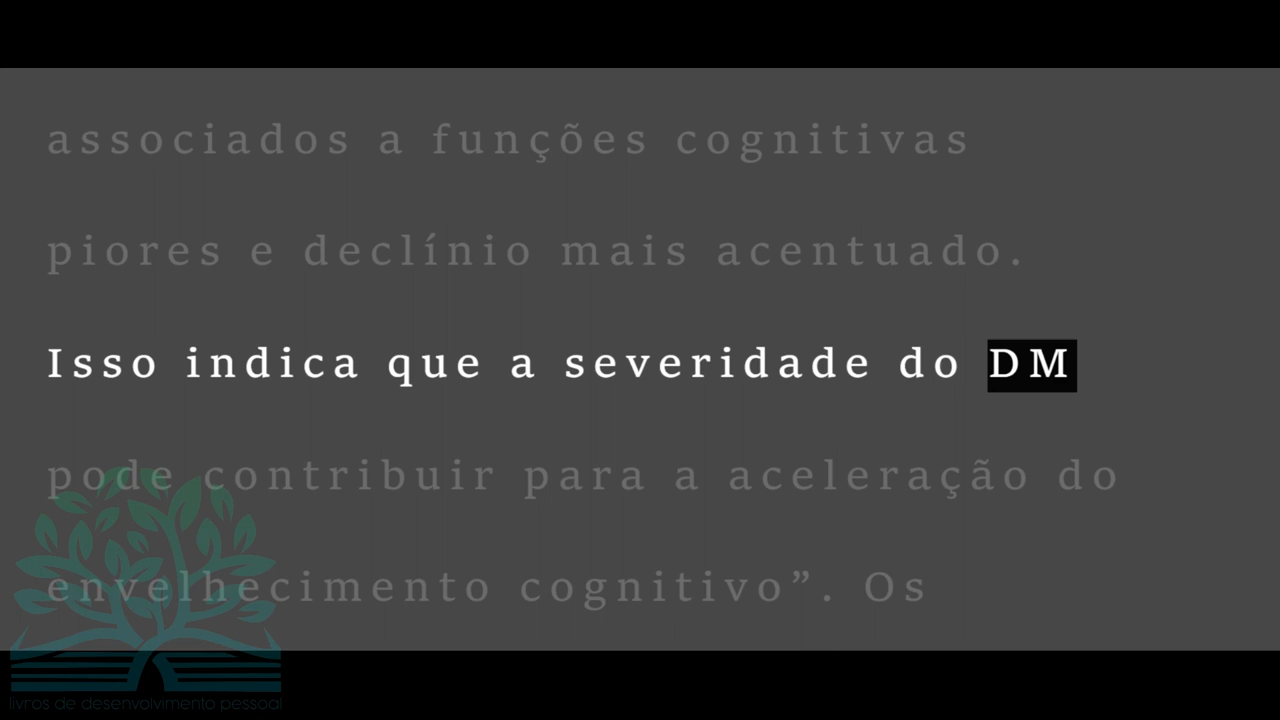 associados a funções cognitivas
piores e declínio mais acentuado.
Isso indica que a severidade do DM
pode contribuir para a aceleração do
envelhecimento cognitivo”. Os
livros de desenvolvimento pessoal